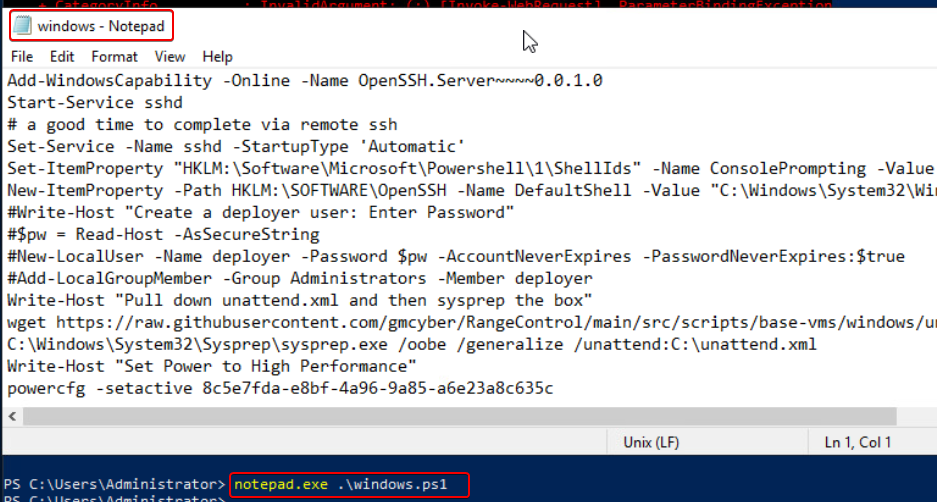 + CategoryInfo          : InvalidArgument: (:) [Invoke-WebRequest], ParameterBindingException
windows - Notepad
File Edit Format View Help
Add-WindowsCapability -Online -Name OpenSSH.Server~~~~0.0.1.0
Start-Service sshd
# a good time to complete via remote ssh
Set-Service -Name sshd -StartupType 'Automatic'
Set-ItemProperty "HKLM:\Software\Microsoft\Powershell\1\ShellIds" -Name ConsolePrompting -Value
New-ItemProperty -Path HKLM:\SOFTWARE\OpenSSH -Name DefaultShell -Value "C:\Windows\System32\Win
#Write-Host "Create a deployer user: Enter Password"
#$pw = Read-Host -AsSecureString
#New-LocalUser -Name deployer -Password $pw -AccountNeverExpires -PasswordNeverExpires:$true
#Add-LocalGroupMember -Group Administrators -Member deployer
Write-Host "Pull down unattend.xml and then sysprep the box"
wget https://raw.githubusercontent.com/gmcyber/RangeControl/main/src/scripts/base-vms/windows/un
C:\Windows\System32\Sysprep\sysprep.exe /oobe /generalize /unattend:C:\unattend.xml
Write-Host "Set Power to High Performance"
powercfg -setactive 8c5e7fda-e8bf-4a96-9a85-a6e23a8c635c
Unix (LF) Ln 1, Col 1
PS C:\Users\Administrator> notepad.exe .\windows.ps1
PS C:\Users\Administrator>